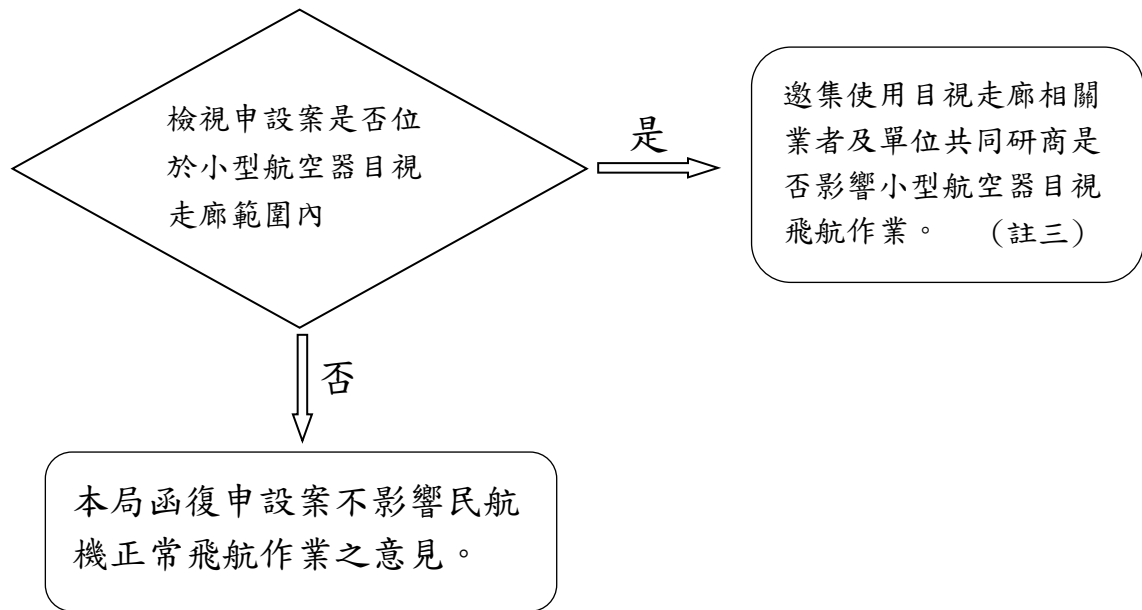 檢視申設案是否位
於小型航空器目視
走廊範圍內
是
邀集使用目視走廊相關
業者及單位共同研商是
否影響小型航空器目視
飛航作業。 (註三)
否
本局函復申設案不影響民航
機正常飛航作業之意見。